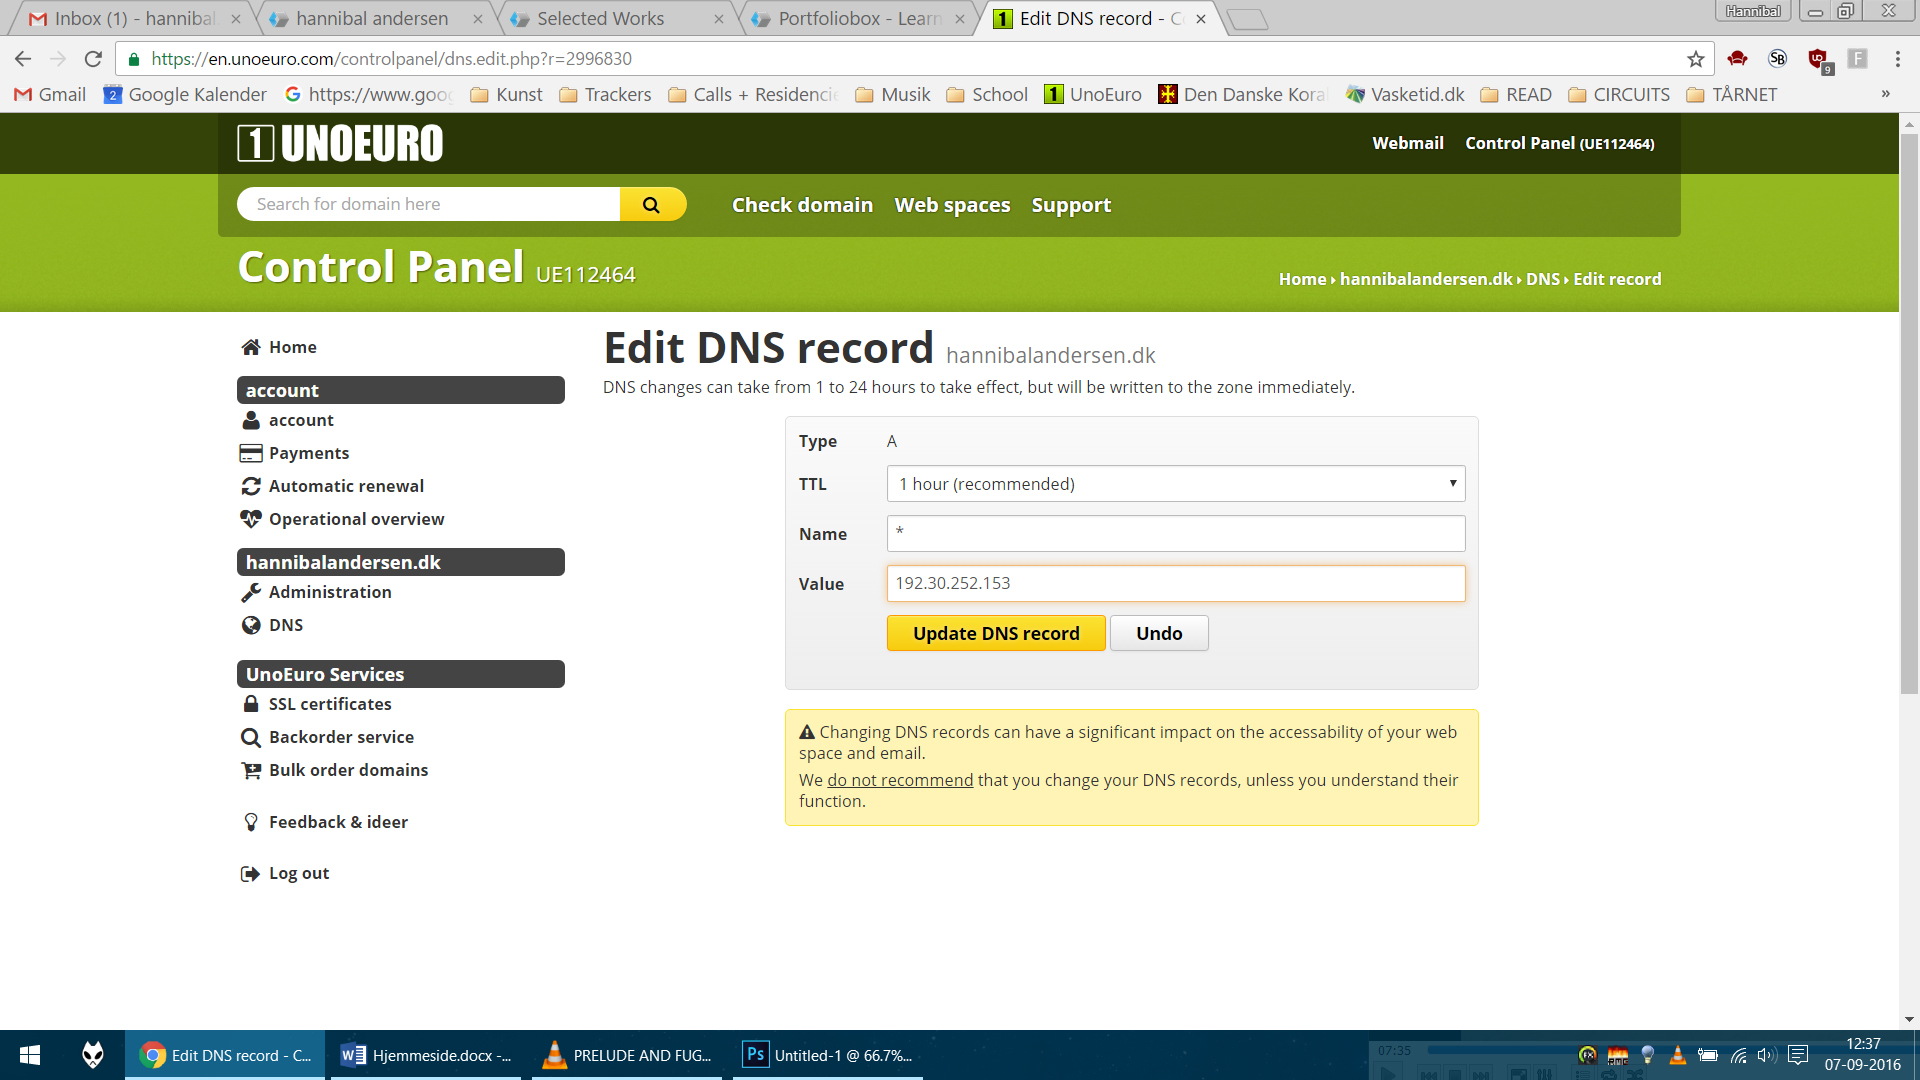 Inbox (1) - hannibal
hannibal andersen
Selected Works
Portfoliobox - Learn
Edit DNS record - Co
Hannibal
https://en.unoeuro.com/controlpanel/dns.edit.php?r=2996830
Gmail
Google Kalender
https://www.goog
Kunst
Trackers
Calls + Residencie
Musik
School
UnoEuro
Den Danske Kora
Vasketid.dk
READ
CIRCUITS
TÅRNET
»
1 UNOEURO
Webmail
Control Panel (UE112464)
Search for domain here
Check domain
Web spaces
Support
Control Panel UE112464
Home › hannibalandersen.dk › DNS › Edit record
Home
account
account
Payments
Automatic renewal
Operational overview
hannibalandersen.dk
Administration
DNS
UnoEuro Services
SSL certificates
Backorder service
Bulk order domains
Feedback & ideer
Log out
Edit DNS record hannibalandersen.dk
DNS changes can take from 1 to 24 hours to take effect, but will be written to the zone immediately.
Type A
TTL 1 hour (recommended)
Name *
Value 192.30.252.153
Update DNS record
Undo
Changing DNS records can have a significant impact on the accessability of your web
space and email.
We do not recommend that you change your DNS records, unless you understand their
function.
Edit DNS record - C...
Hjemmeside.docx -...
PRELUDE AND FUG...
Untitled-1 @ 66.7%...
07:35
12:37
07-09-2016